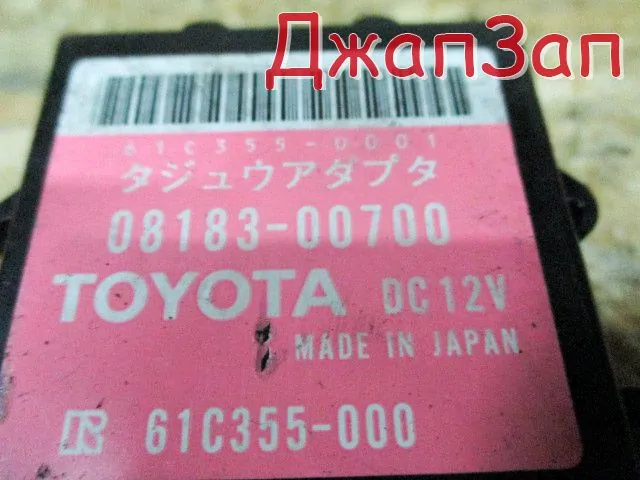 ДжапЗап
61C355-0001
タジュウアダプタ
08183-00700
TOYOTA DC12V
MADE IN JAPAN
R 61C355-000